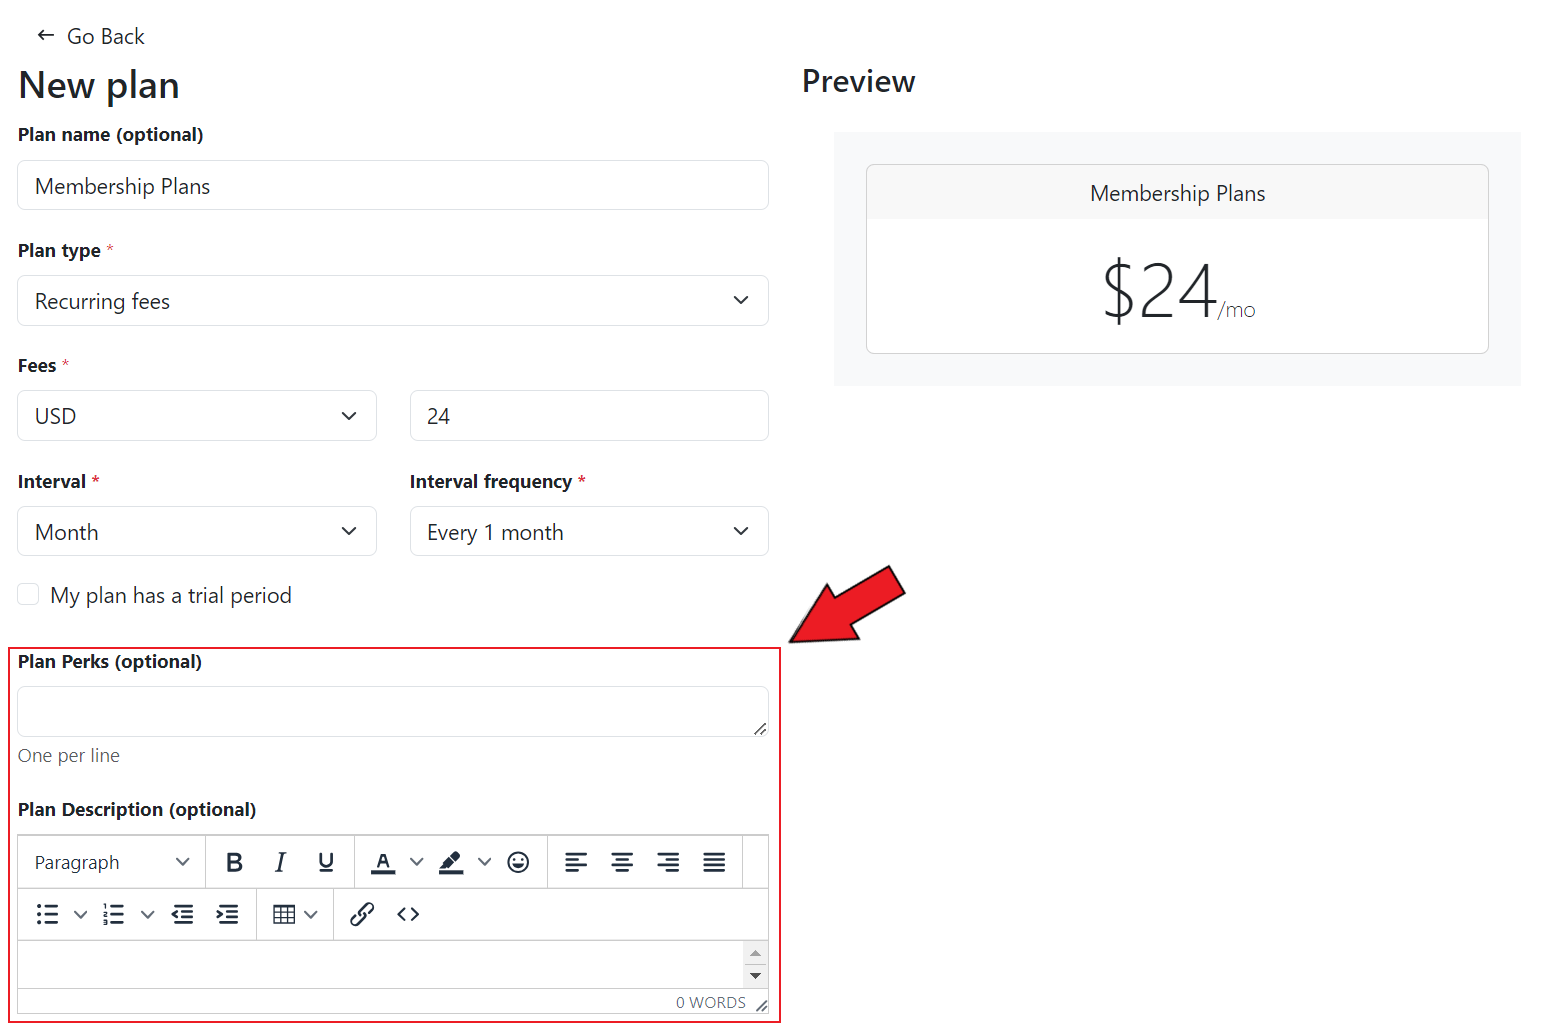 Go Back
New plan
Plan name (optional)
Membership Plans
Plan type *
Recurring fees
Fees *
USD
24
Interval *
Interval frequency *
Month
Every 1 month
My plan has a trial period
Plan Perks (optional)
One per line
Plan Description (optional)
Paragraph
B I U A
0 WORDS
Preview
Membership Plans
$24/mo